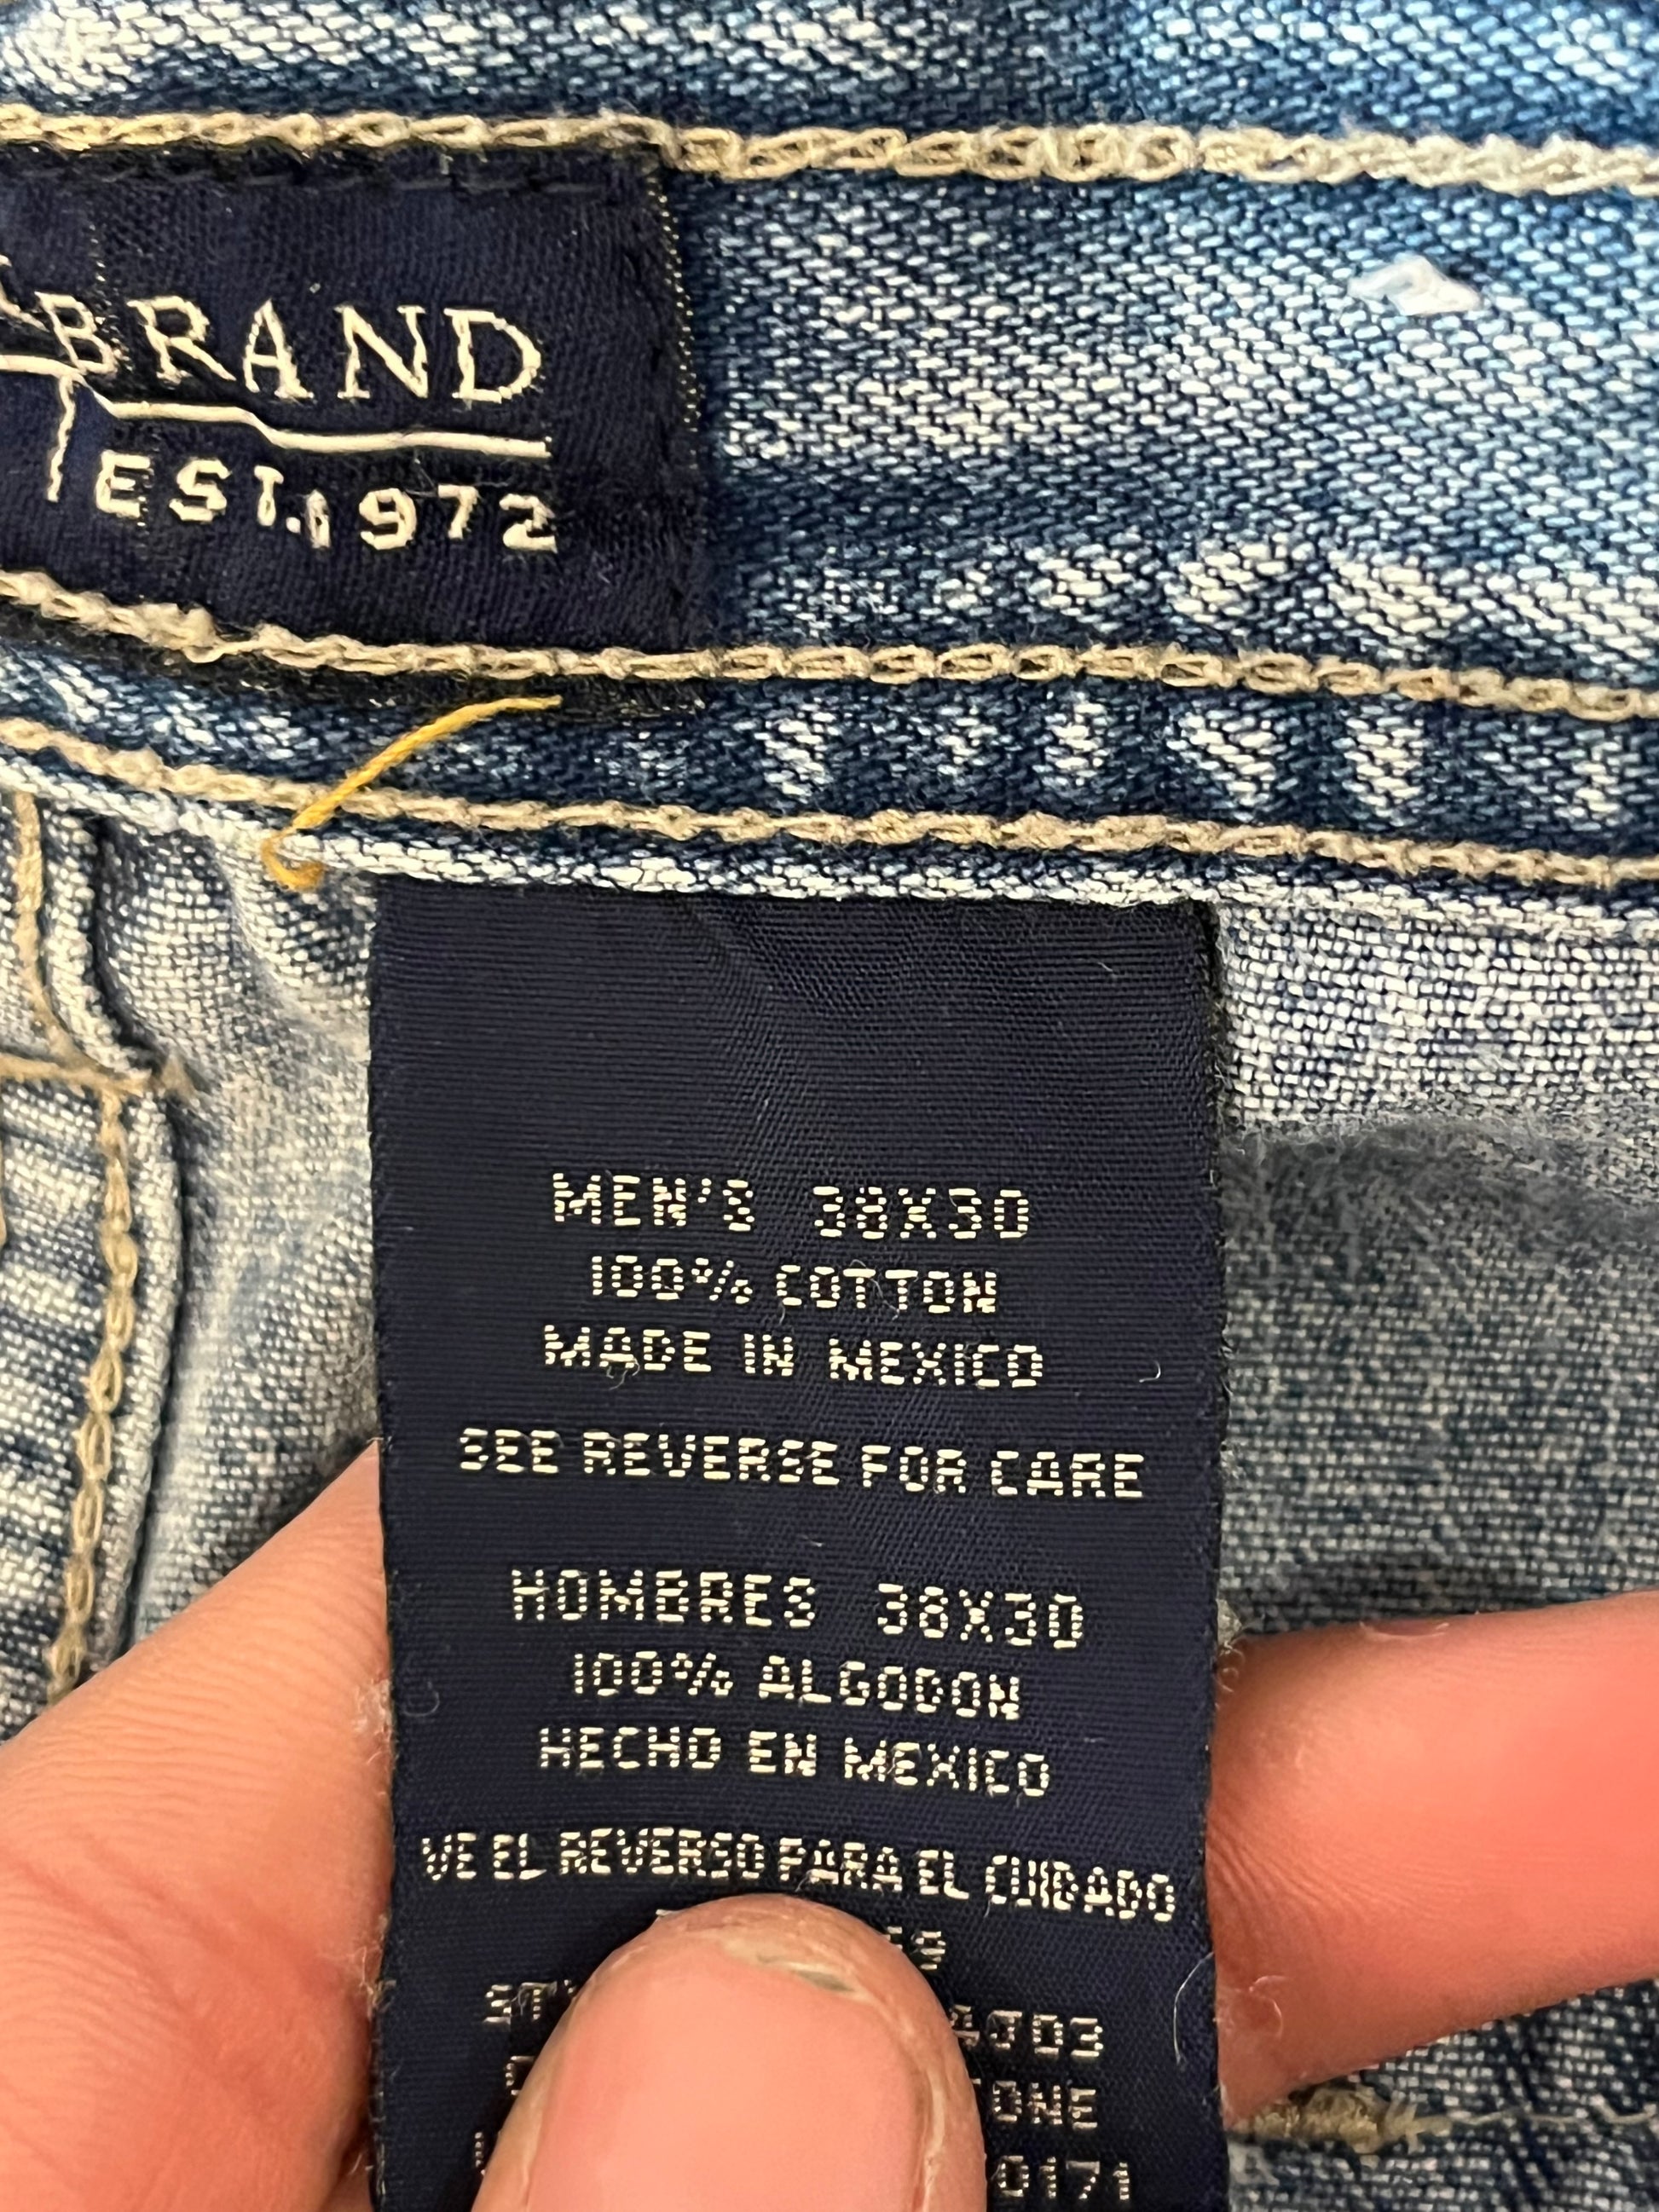 BRAND
EST.1972
MEN'S 38X30
100% COTTON
MADE IN MEXICO
SEE REVERSE FOR CARE
HOMBRES 38X30
100% ALGODON
HECHO EN MEXICO
VE EL REVERSO PARA EL CUIDADO